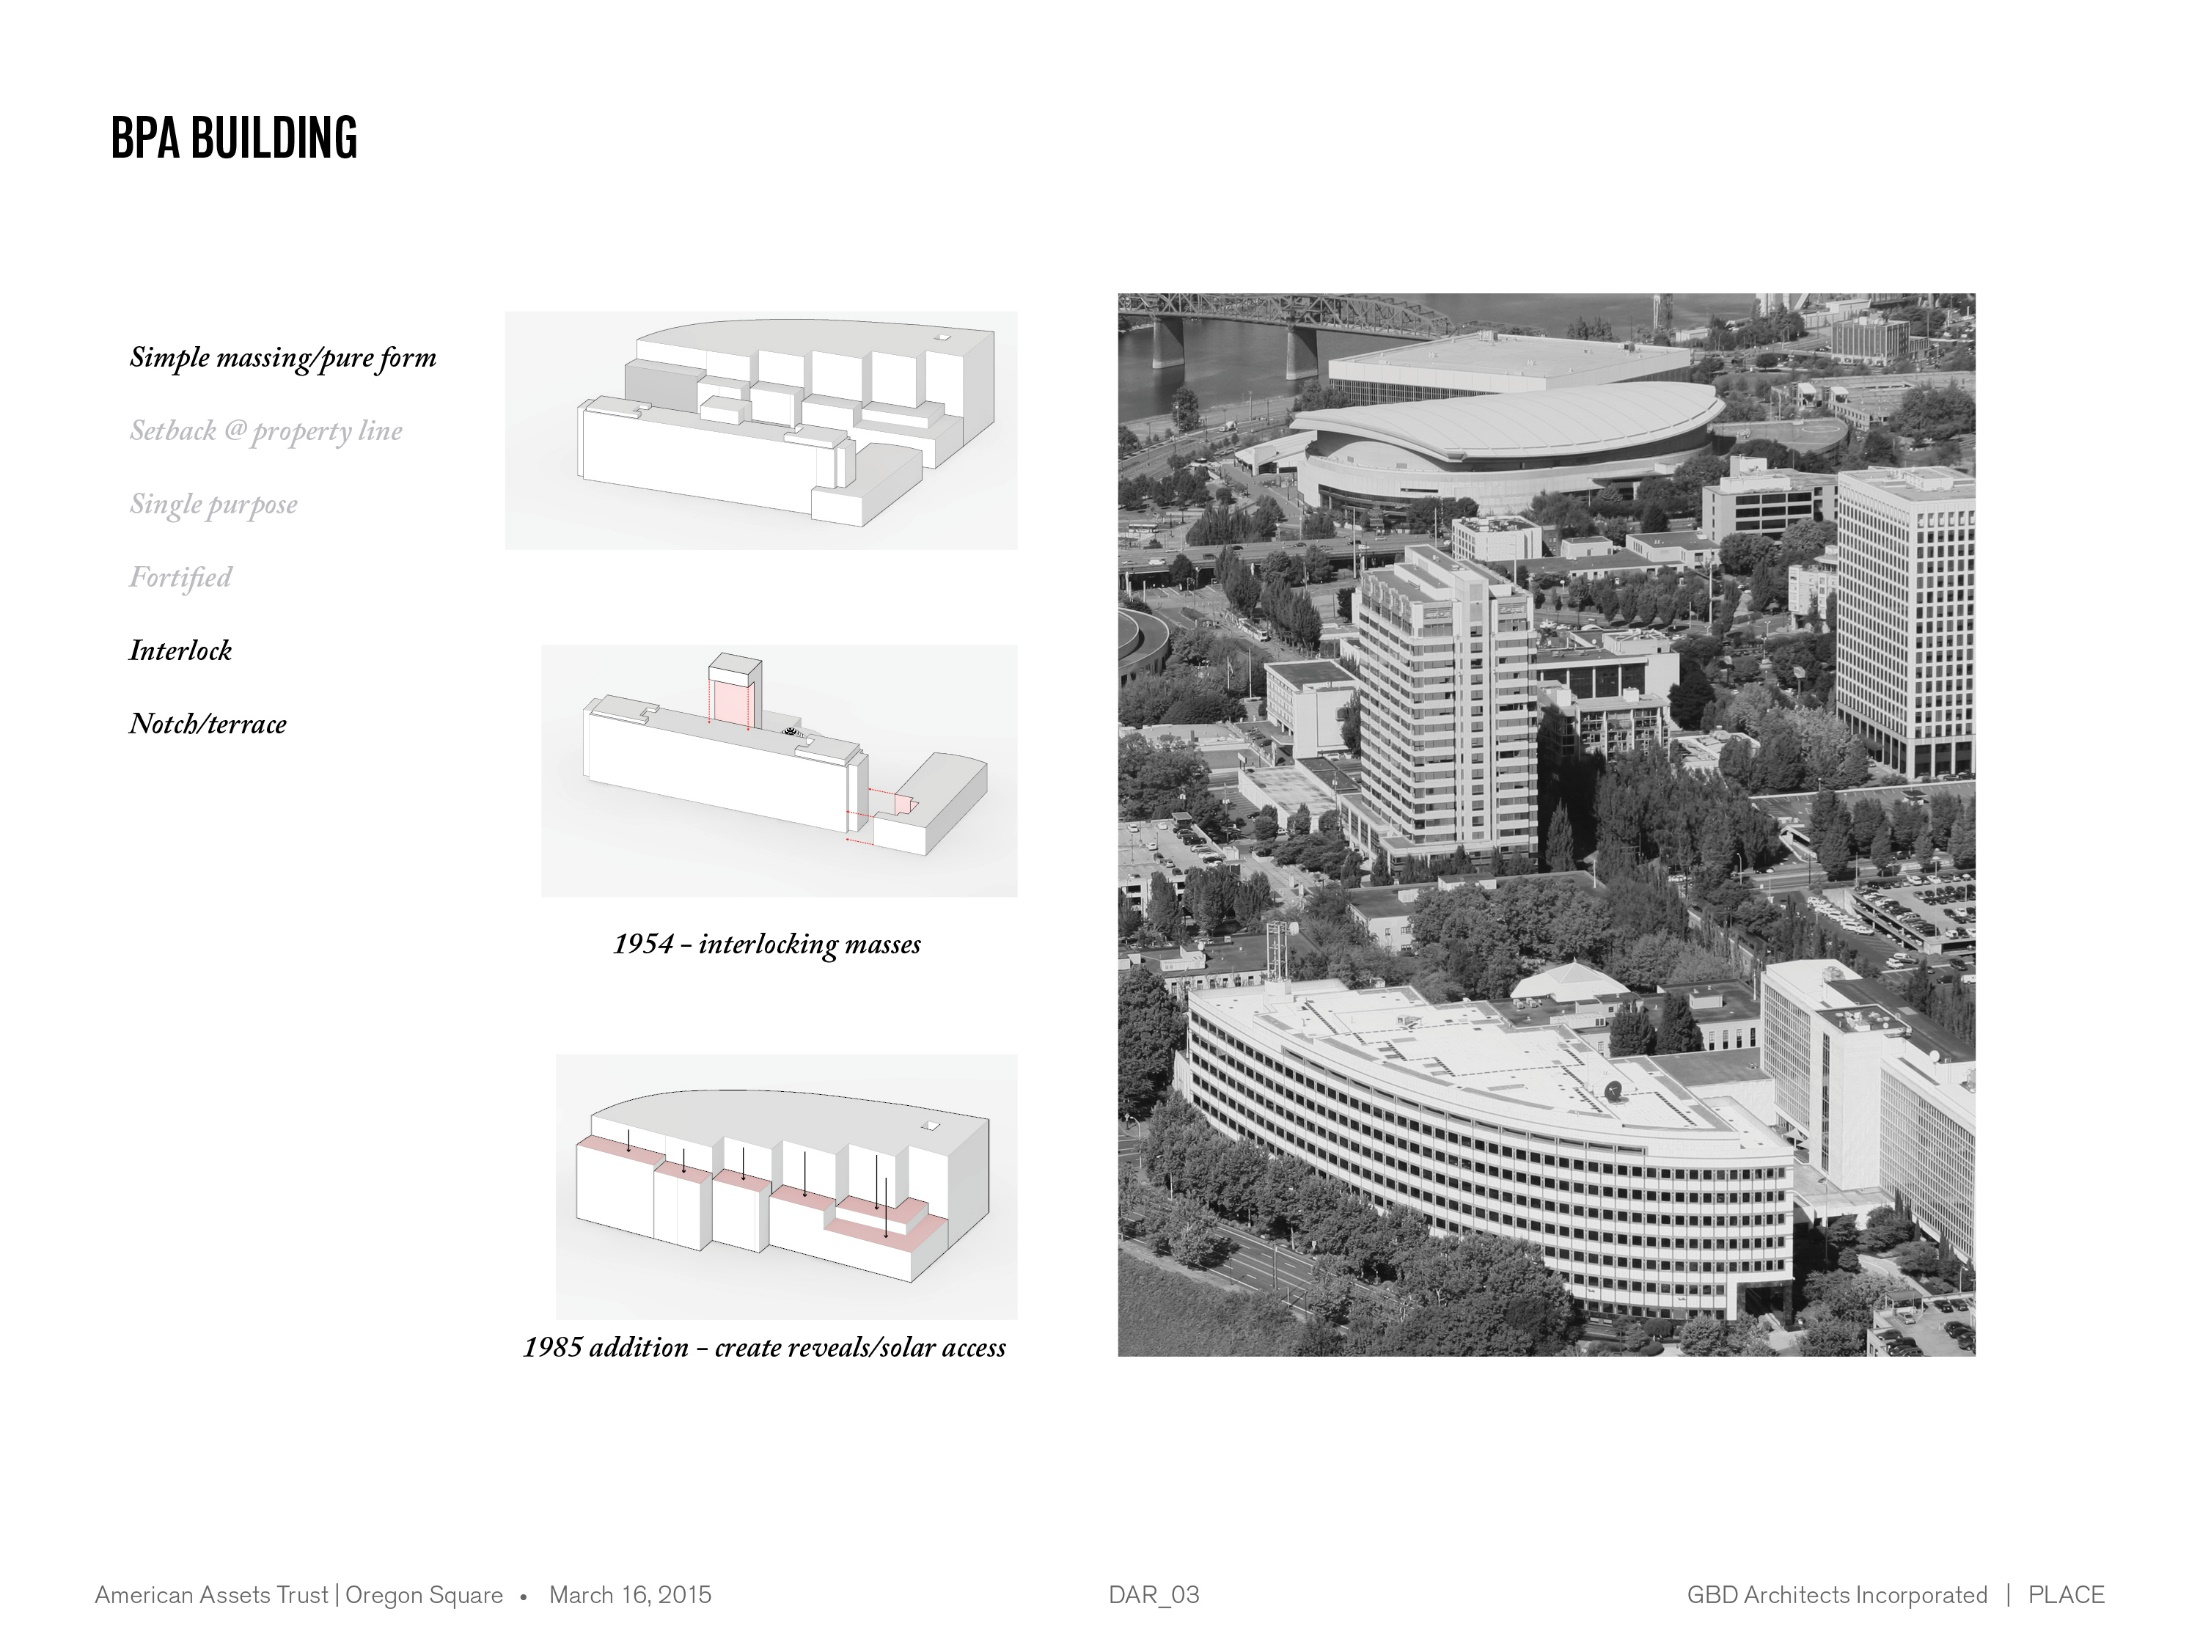 BPA BUILDING
Simple massing/pure form
Setback @ property line
Single purpose
Fortified
Interlock
Notch/terrace
1954 – interlocking masses
1985 addition – create reveals/solar access
American Assets Trust | Oregon Square • March 16, 2015
DAR_03
GBD Architects Incorporated | PLACE